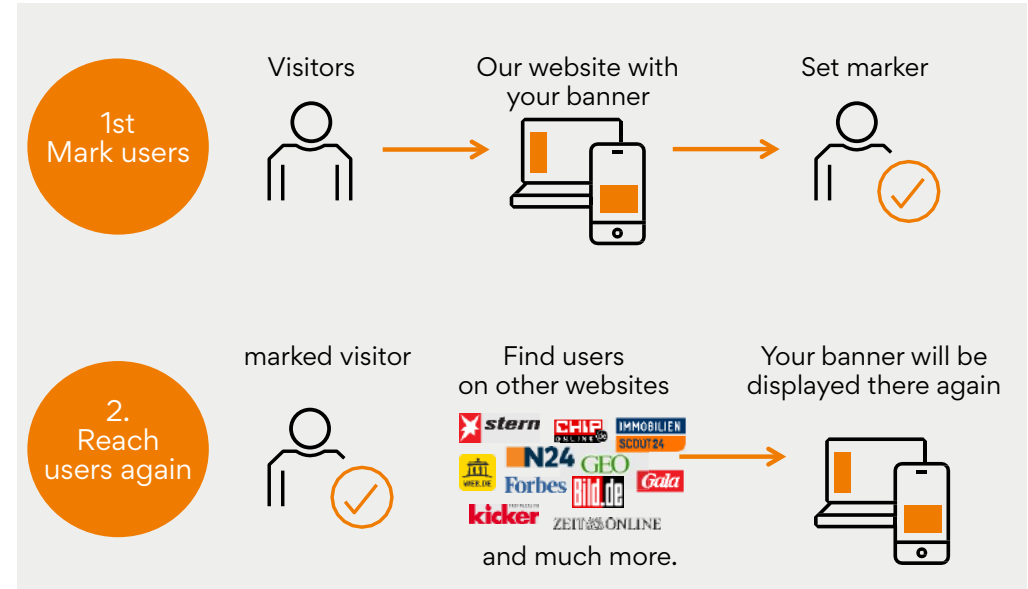 1st
Mark users
Visitors
Our website with
your banner
Set marker
2.
Reach
users again
marked visitor
Find users
on other websites
stern
CHIP
ONLINE
IMMOBILIEN
SCOUT24
WEB.DE
N24
GEO
Forbes
Bild.de
Gala
kicker
ZEIT ONLINE
and much more.
Your banner will be
displayed there again